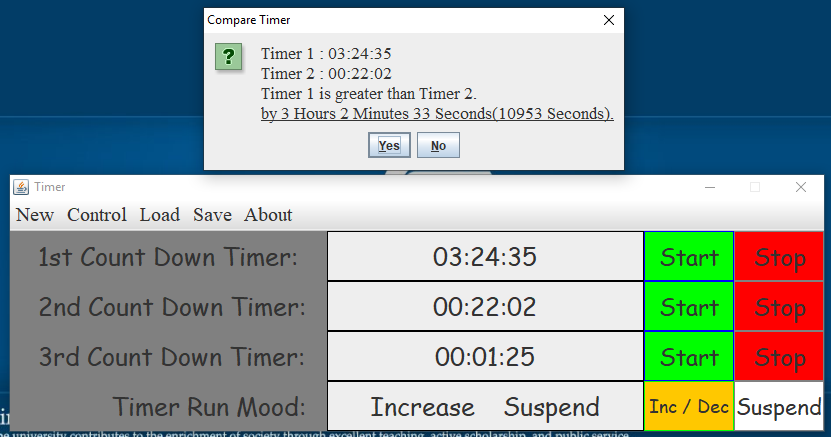 Compare Timer
?
Timer 1 : 03:24:35
Timer 2 : 00:22:02
Timer 1 is greater than Timer 2.
by 3 Hours 2 Minutes 33 Seconds(10953 Seconds).
Yes No
Timer
New Control Load Save About
1st Count Down Timer: 03:24:35 Start Stop
2nd Count Down Timer: 00:22:02 Start Stop
3rd Count Down Timer: 00:01:25 Start Stop
Timer Run Mood: Increase Suspend Inc / Dec Suspend
university contributes to the enrichment of society through excellent teaching, active scholarship, and public service